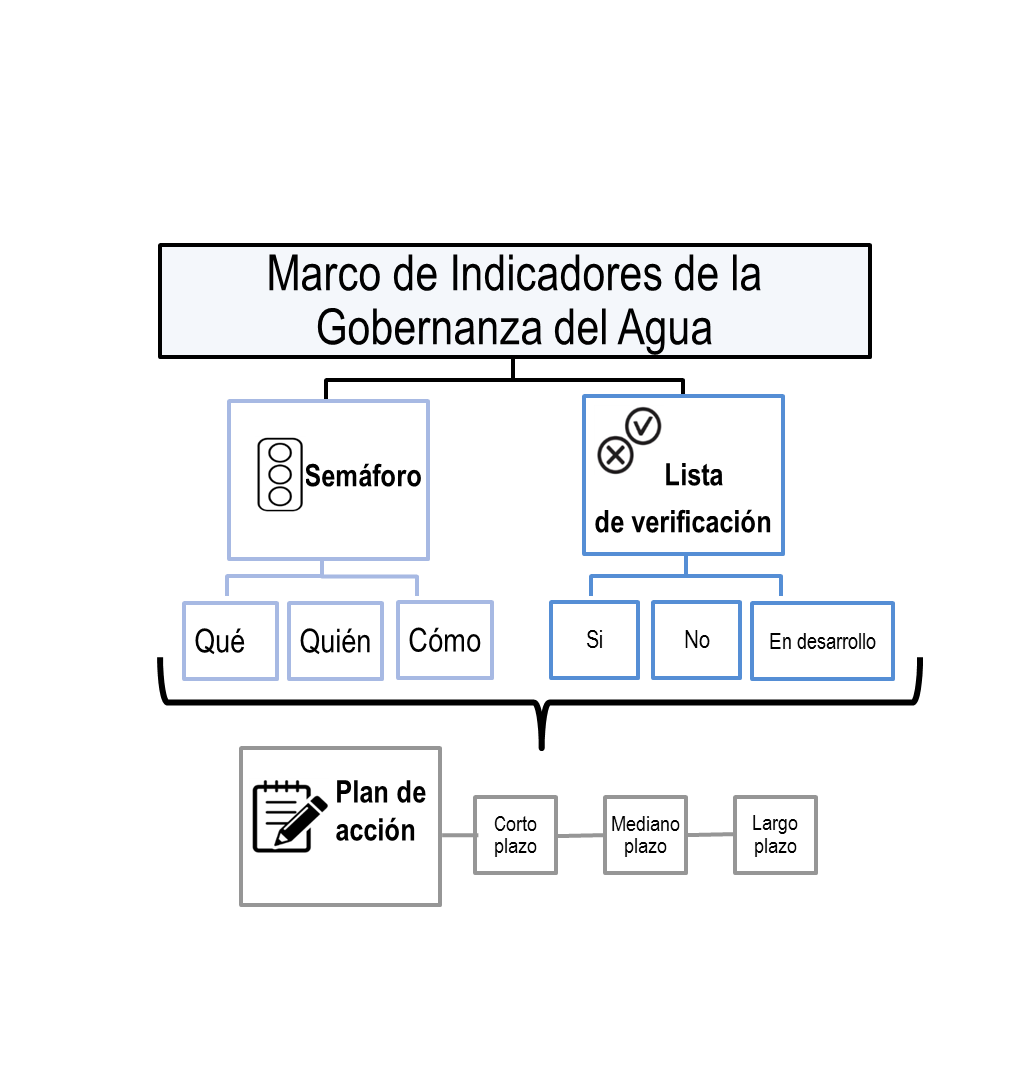 Marco de Indicadores de la
Gobernanza del Agua
Semáforo
Lista
de verificación
Qué
Quién
Cómo
Si
No
En desarrollo
Plan de
acción
Corto
plazo
Mediano
plazo
Largo
plazo